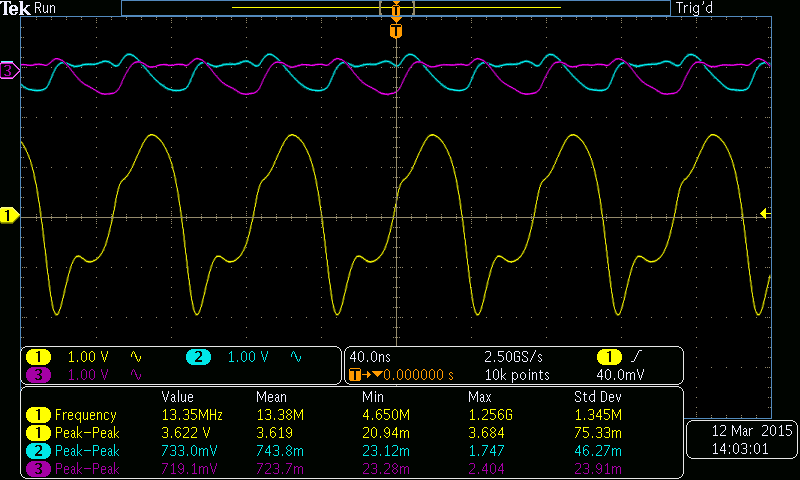 Tek Run Trig'd
T
T
3
1
1 1.00 V 2 1.00 V
3 1.00 V
40.0ns 2.50GS/s 1
T 0.000000 s 10k points 40.0mV
Value Mean Min Max Std Dev
1 Frequency 13.35MHz 13.38M 4.650M 1.256G 1.345M
1 Peak-Peak 3.622 V 3.619 20.94m 3.684 75.33m
2 Peak-Peak 733.0mV 743.8m 23.12m 1.747 46.27m
3 Peak-Peak 719.1mV 723.7m 23.28m 2.404 23.91m
12 Mar 2015
14:03:01